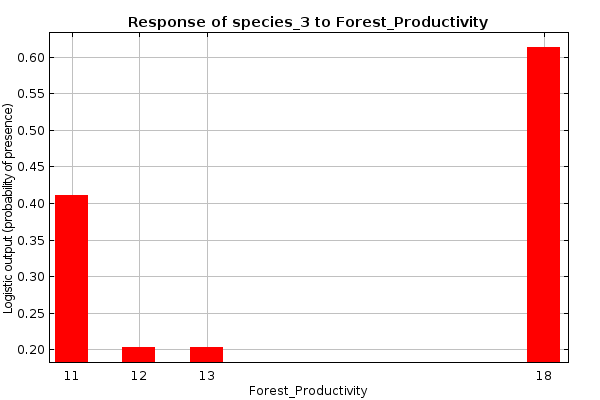 Response of species_3 to Forest_Productivity
Logistic output (probability of presence)
0.60
0.55
0.50
0.45
0.40
0.35
0.30
0.25
0.20
11 12 13 18
Forest_Productivity